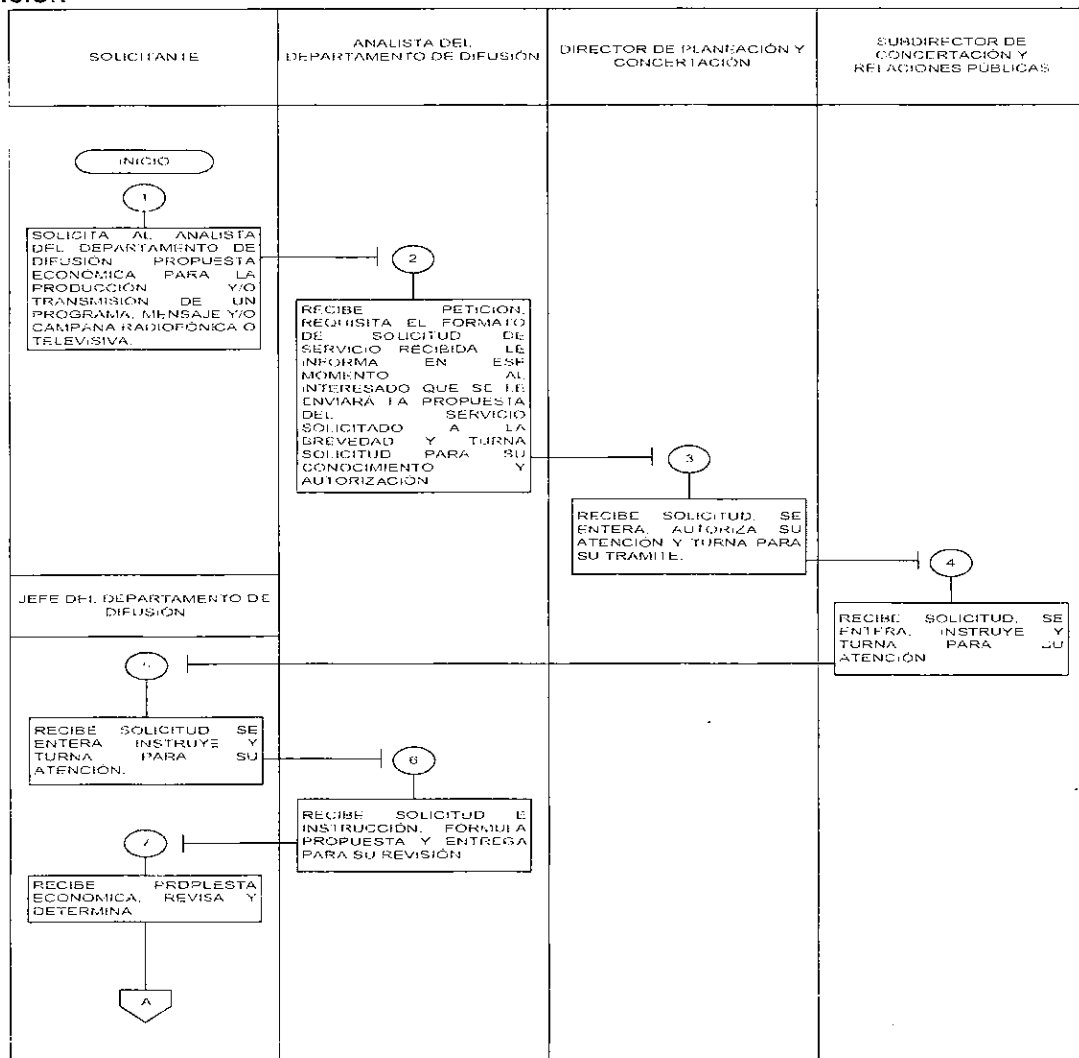 SOLICITANTE
ANALISTA DEL
DEPARTAMENTO DE DIFUSIÓN
DIRECTOR DE PLANEACIÓN Y
CONCERTACIÓN
SUBDIRECTOR DE
CONCERTACIÓN Y
RELACIONES PÚBLICAS
INICIO
1
SOLICITA AL ANALISTA
DEL DEPARTAMENTO DE
DIFUSIÓN PROPUESTA
ECONÓMICA PARA LA
PRODUCCIÓN Y/O
TRANSMISION DE UN
PROGRAMA, MENSAJE Y/O
CAMPAÑA RADIOFÓNICA O
TELEVISIVA.
2
RECIBE PETICION,
REQUISITA EL FORMATO
DE SOLICITUD DE
SERVICIO RECIBIDA LE
INFORMA EN ESE
MOMENTO AL
INTERESADO QUE SE LE
ENVIARÁ LA PROPUESTA
DEL SERVICIO
SOLICITADO A LA
BREVEDAD Y TURNA
SOLICITUD PARA SU
CONOCIMIENTO Y
AUTORIZACIÓN
3
RECIBE SOLICITUD, SE
ENTERA, AUTORIZA SU
ATENCIÓN Y TURNA PARA
SU TRAMITE.
4
RECIBE SOLICITUD, SE
ENTERA, INSTRUYE Y
TURNA PARA SU
ATENCIÓN
JEFE DEL DEPARTAMENTO DE
DIFUSIÓN
5
RECIBE SOLICITUD SE
ENTERA INSTRUYE Y
TURNA PARA SU
ATENCIÓN.
6
RECIBE SOLICITUD E
INSTRUCCIÓN, FORMULA
PROPUESTA Y ENTREGA
PARA SU REVISIÓN
7
RECIBE PROPUESTA
ECONOMICA, REVISA Y
DETERMINA
A